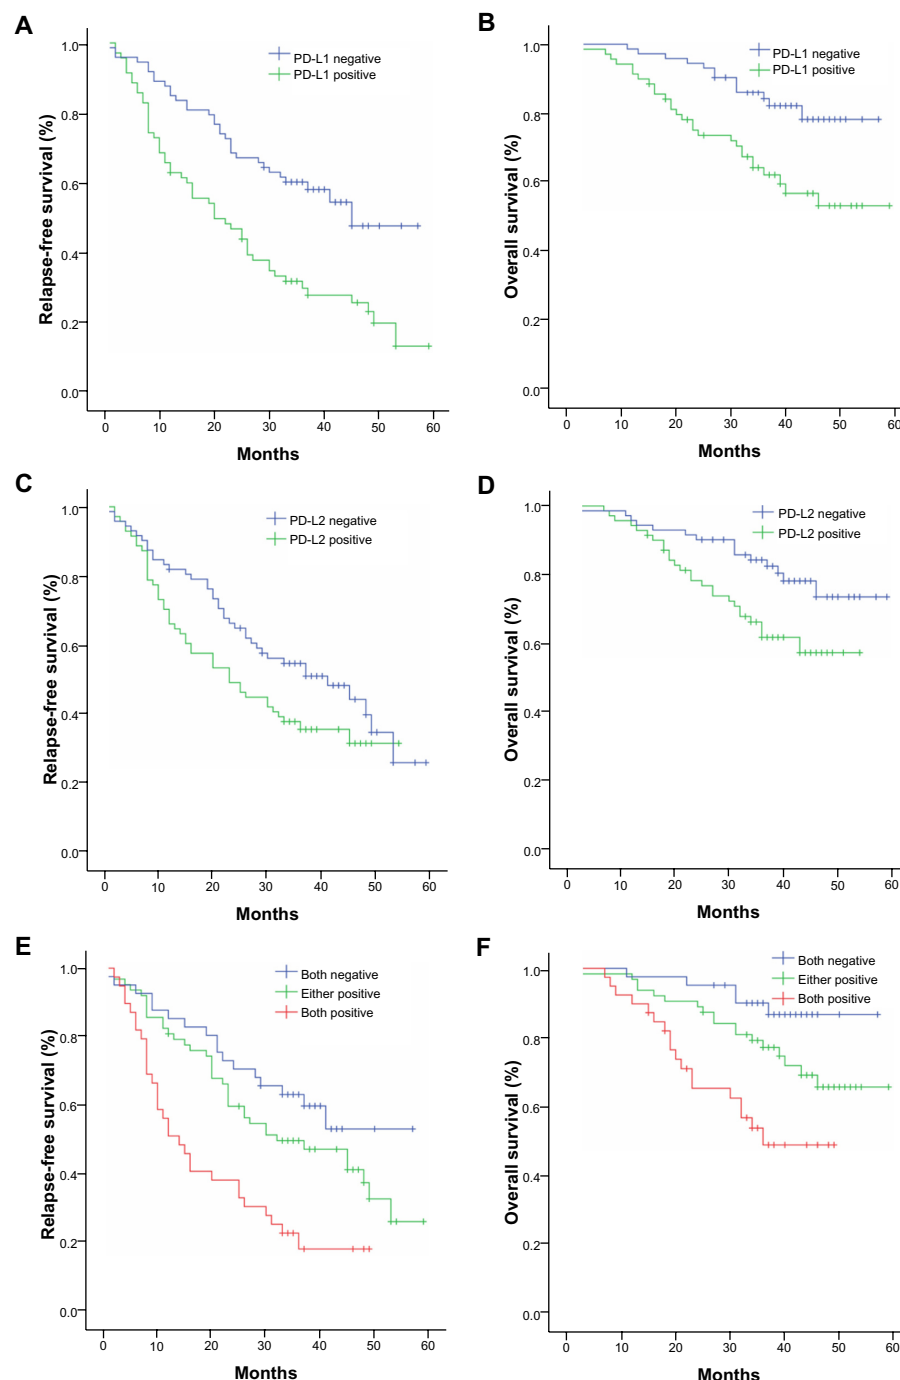 A
Relapse-free survival (%)
1.0
0.8
0.6
0.4
0.2
0.0
PD-L1 negative
PD-L1 positive
0 10 20 30 40 50 60
Months
B
Overall survival (%)
1.0
0.8
0.6
0.4
0.2
0.0
PD-L1 negative
PD-L1 positive
0 10 20 30 40 50 60
Months
C
Relapse-free survival (%)
1.0
0.8
0.6
0.4
0.2
0.0
PD-L2 negative
PD-L2 positive
0 10 20 30 40 50 60
Months
D
Overall survival (%)
1.0
0.8
0.6
0.4
0.2
0.0
PD-L2 negative
PD-L2 positive
0 10 20 30 40 50 60
Months
E
Relapse-free survival (%)
1.0
0.8
0.6
0.4
0.2
0.0
Both negative
Either positive
Both positive
0 10 20 30 40 50 60
Months
F
Overall survival (%)
1.0
0.8
0.6
0.4
0.2
0.0
Both negative
Either positive
Both positive
0 10 20 30 40 50 60
Months